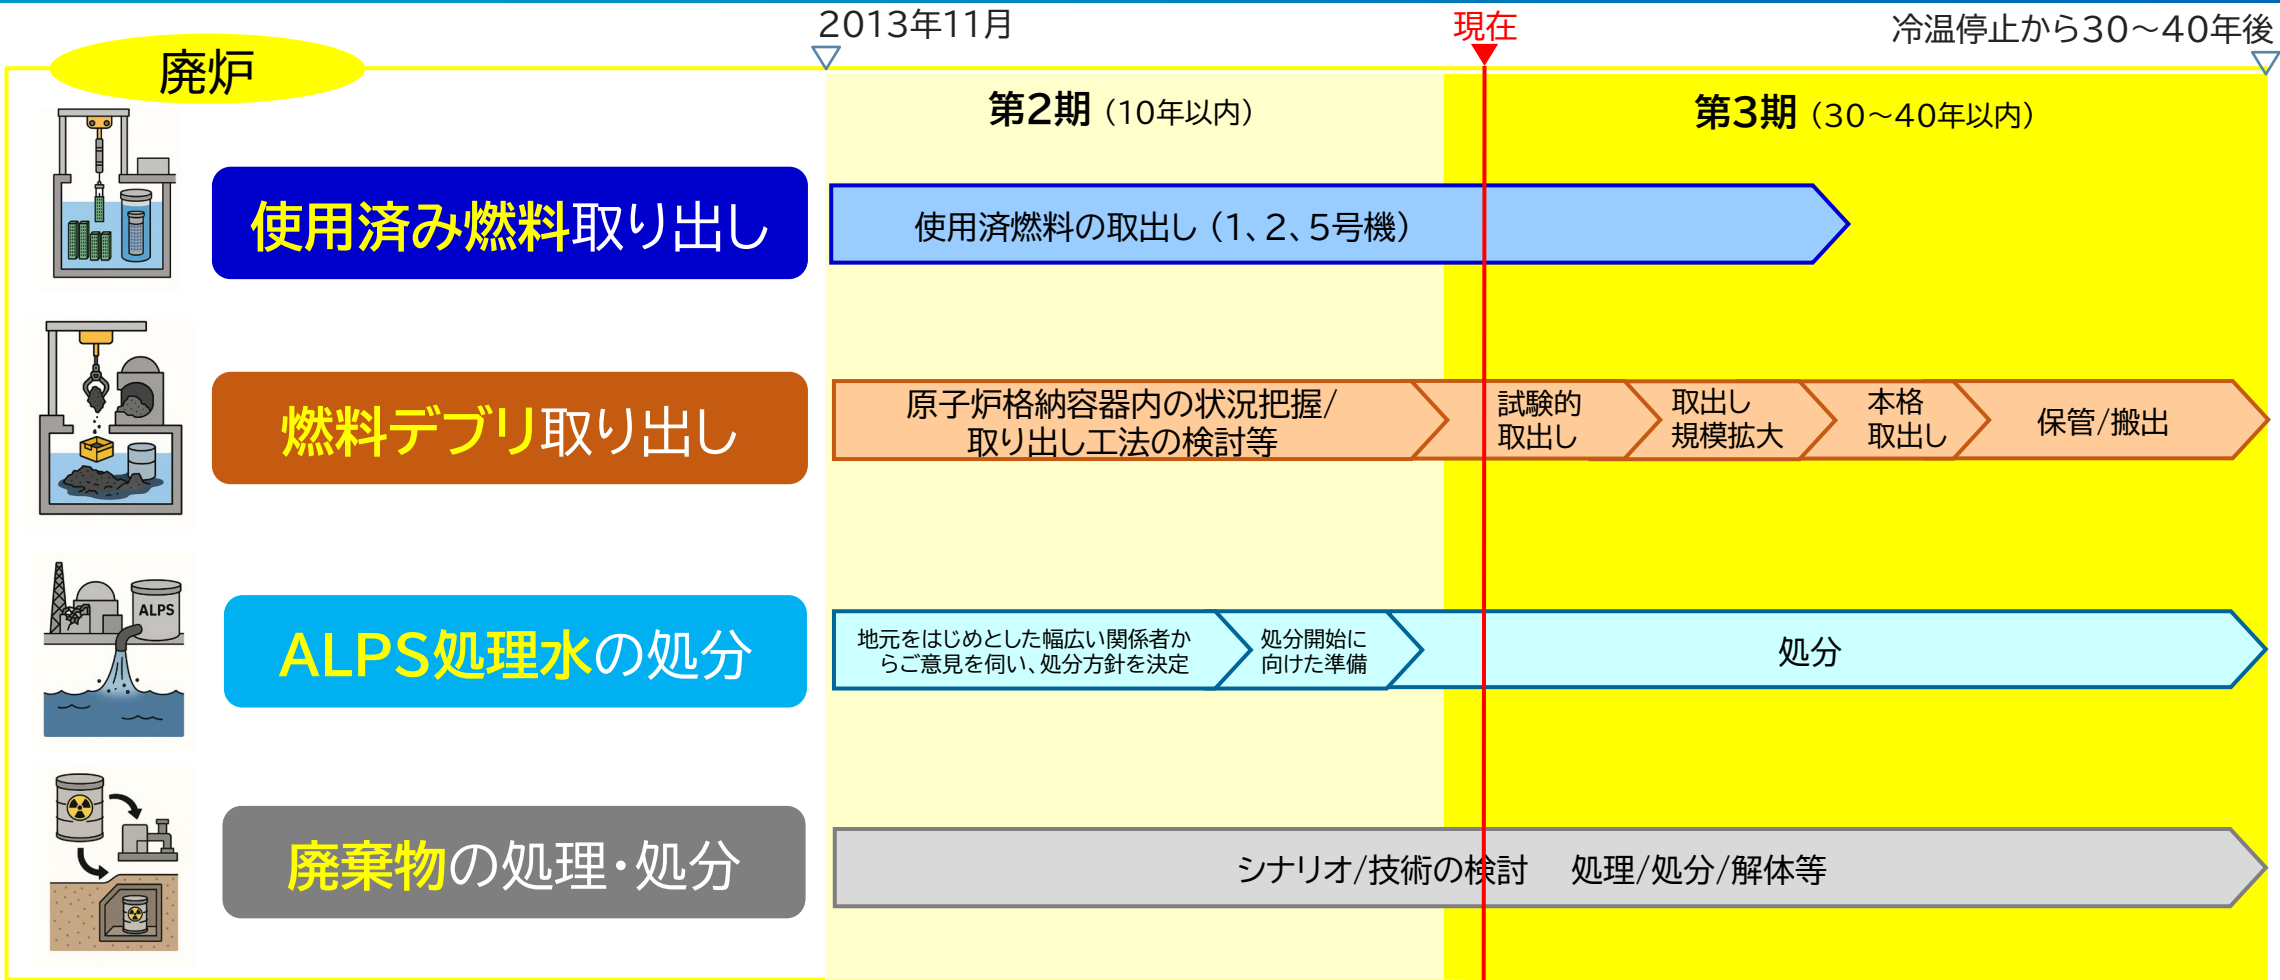 2013年11月
現在
冷温停止から30～40年後
廃炉
第2期（10年以内）
第3期（30～40年以内）
使用済み燃料取り出し
使用済燃料の取出し（1、2、5号機）
燃料デブリ取り出し
原子炉格納容器内の状況把握/
取り出し工法の検討等
試験的
取出し
取出し
規模拡大
本格
取出し
保管/搬出
ALPS
ALPS処理水の処分
地元をはじめとした幅広い関係者か
らご意見を伺い、処分方針を決定
処分開始に
向けた準備
処分
廃棄物の処理・処分
シナリオ/技術の検討　処理/処分/解体等